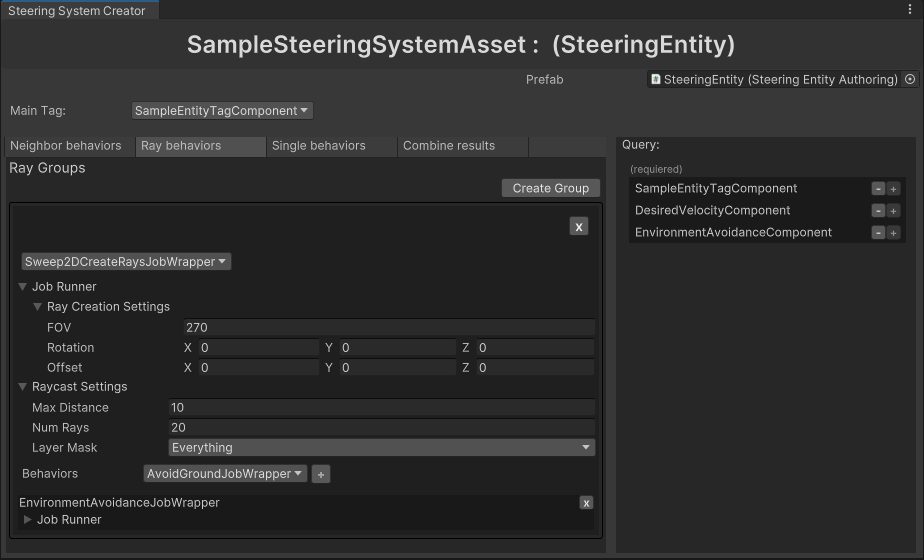 Steering System Creator
SampleSteeringSystemAsset : (SteeringEntity)
Prefab
SteeringEntity (Steering Entity Authoring)
Main Tag:
SampleEntityTagComponent
Neighbor behaviors
Ray behaviors
Single behaviors
Combine results
Ray Groups
Create Group
x
Sweep2DCreateRaysJobWrapper
Job Runner
Ray Creation Settings
FOV 270
Rotation X 0 Y 0 Z 0
Offset X 0 Y 0 Z 0
Raycast Settings
Max Distance 10
Num Rays 20
Layer Mask Everything
Behaviors AvoidGroundJobWrapper +
EnvironmentAvoidanceJobWrapper x
Job Runner
Query:
(requiered)
SampleEntityTagComponent - +
DesiredVelocityComponent - +
EnvironmentAvoidanceComponent - +